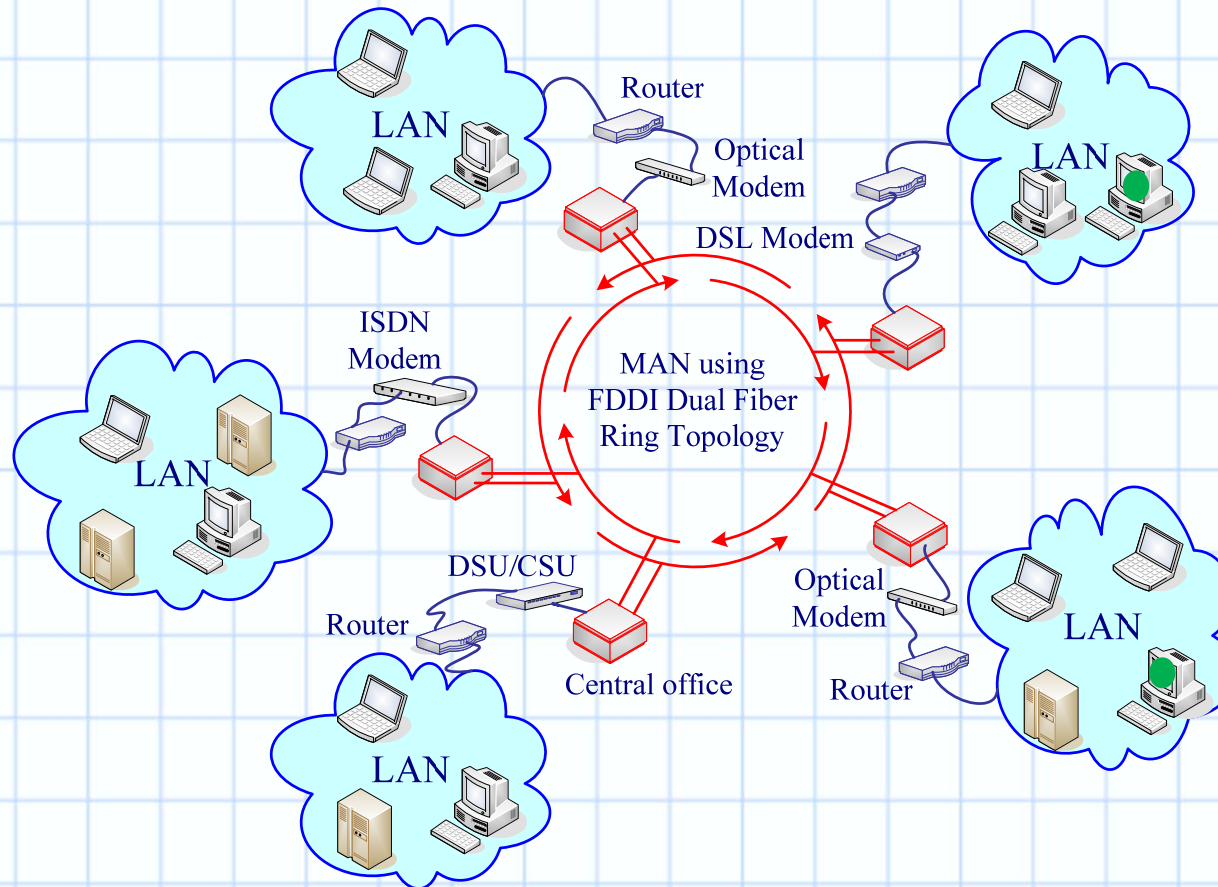 Router
LAN
Optical
Modem
LAN
DSL Modem
ISDN
Modem
MAN using
FDDI Dual Fiber
Ring Topology
LAN
DSU/CSU
Optical
Modem
Router
LAN
Central office
Router
LAN